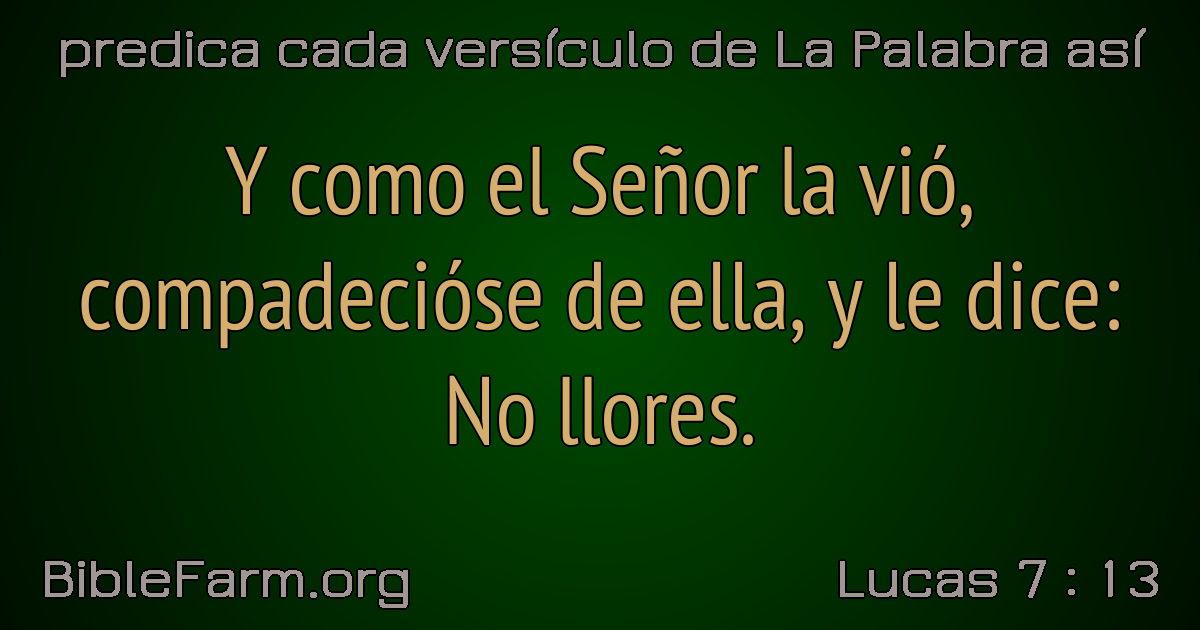 predica cada versículo de La Palabra así
Y como el Señor la vió,
compadecióse de ella, y le dice:
No llores.
BibleFarm.org
Lucas 7 : 13